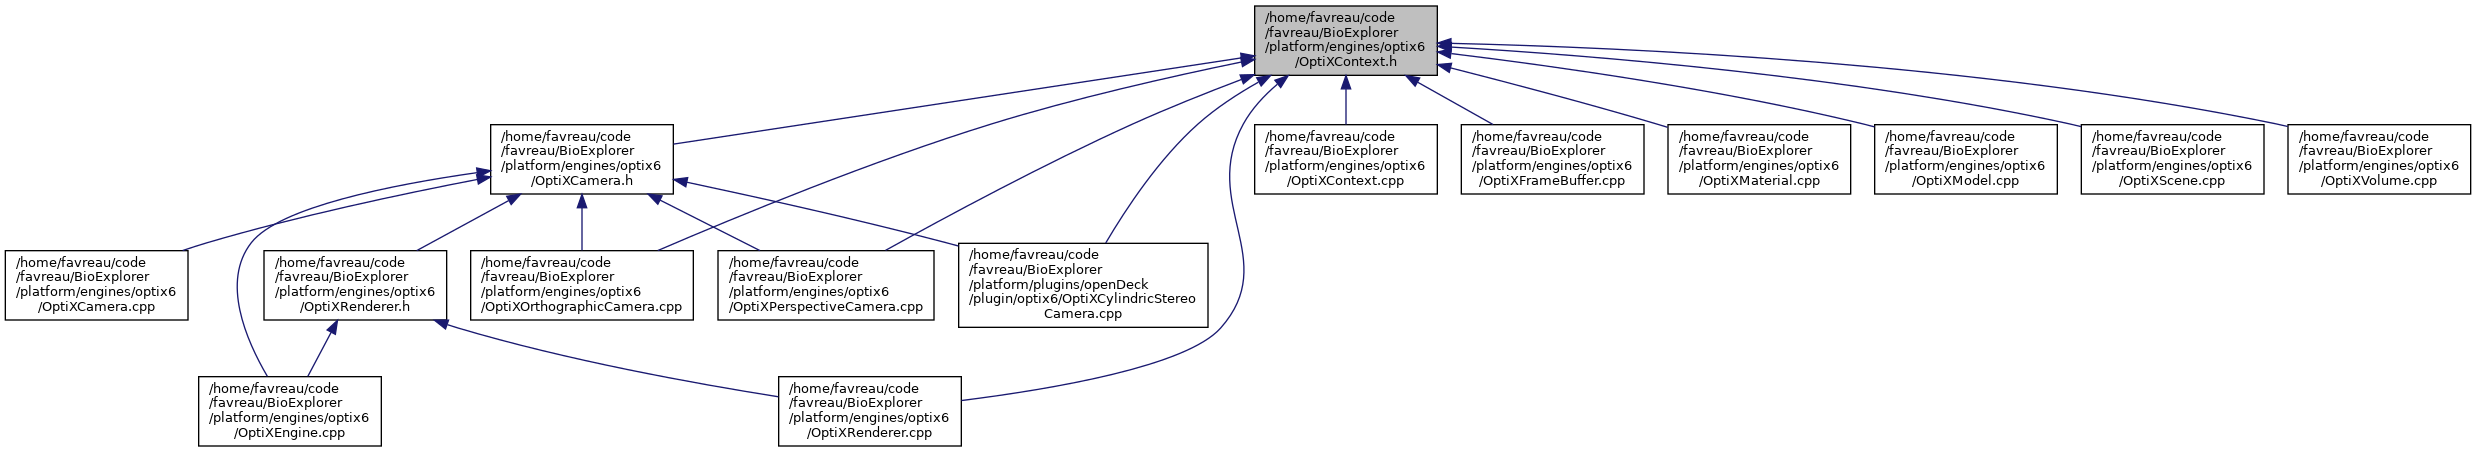 /home/favreau/code
/favreau/BioExplorer
/platform/engines/optix6
/OptiXContext.h
/home/favreau/code
/favreau/BioExplorer
/platform/engines/optix6
/OptiXCamera.h
/home/favreau/code
/favreau/BioExplorer
/platform/engines/optix6
/OptiXContext.cpp
/home/favreau/code
/favreau/BioExplorer
/platform/engines/optix6
/OptiXFrameBuffer.cpp
/home/favreau/code
/favreau/BioExplorer
/platform/engines/optix6
/OptiXMaterial.cpp
/home/favreau/code
/favreau/BioExplorer
/platform/engines/optix6
/OptiXModel.cpp
/home/favreau/code
/favreau/BioExplorer
/platform/engines/optix6
/OptiXScene.cpp
/home/favreau/code
/favreau/BioExplorer
/platform/engines/optix6
/OptiXVolume.cpp
/home/favreau/code
/favreau/BioExplorer
/platform/engines/optix6
/OptiXCamera.cpp
/home/favreau/code
/favreau/BioExplorer
/platform/engines/optix6
/OptiXRenderer.h
/home/favreau/code
/favreau/BioExplorer
/platform/engines/optix6
/OptiXOrthographicCamera.cpp
/home/favreau/code
/favreau/BioExplorer
/platform/engines/optix6
/OptiXPerspectiveCamera.cpp
/home/favreau/code
/favreau/BioExplorer
/platform/plugins/openDeck
/plugin/optix6/OptiXCylindricStereo
Camera.cpp
/home/favreau/code
/favreau/BioExplorer
/platform/engines/optix6
/OptiXEngine.cpp
/home/favreau/code
/favreau/BioExplorer
/platform/engines/optix6
/OptiXRenderer.cpp